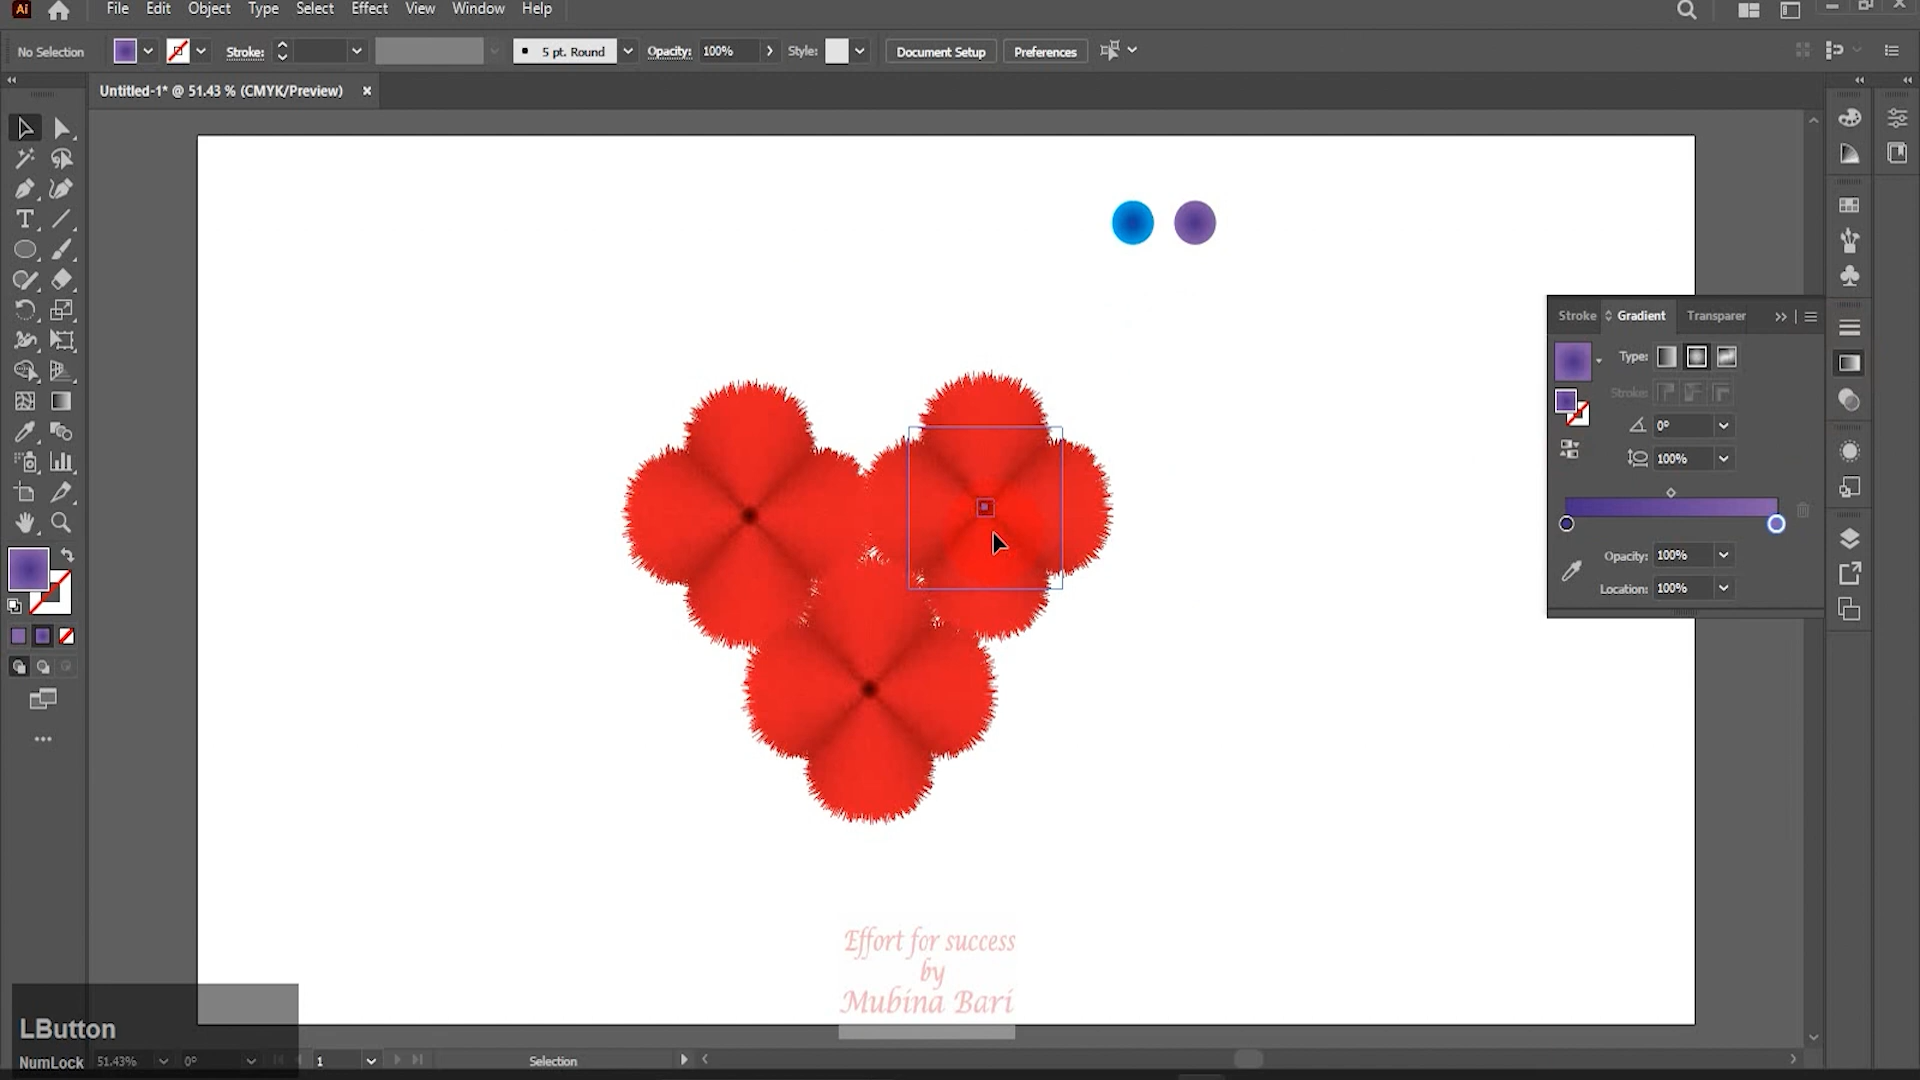 Ai File Edit Object Type Select Effect View Window Help
No Selection Stroke: 5 pt. Round Opacity: 100% Style: Document Setup Preferences
Untitled-1* @ 51.43 % (CMYK/Preview) ×
Stroke Gradient Transparer
Type:
Stroke:
0°
100%
Opacity: 100%
Location: 100%
Effort for success
by
Mubina Bari
LButton
NumLock 51.43% 0° 1 Selection